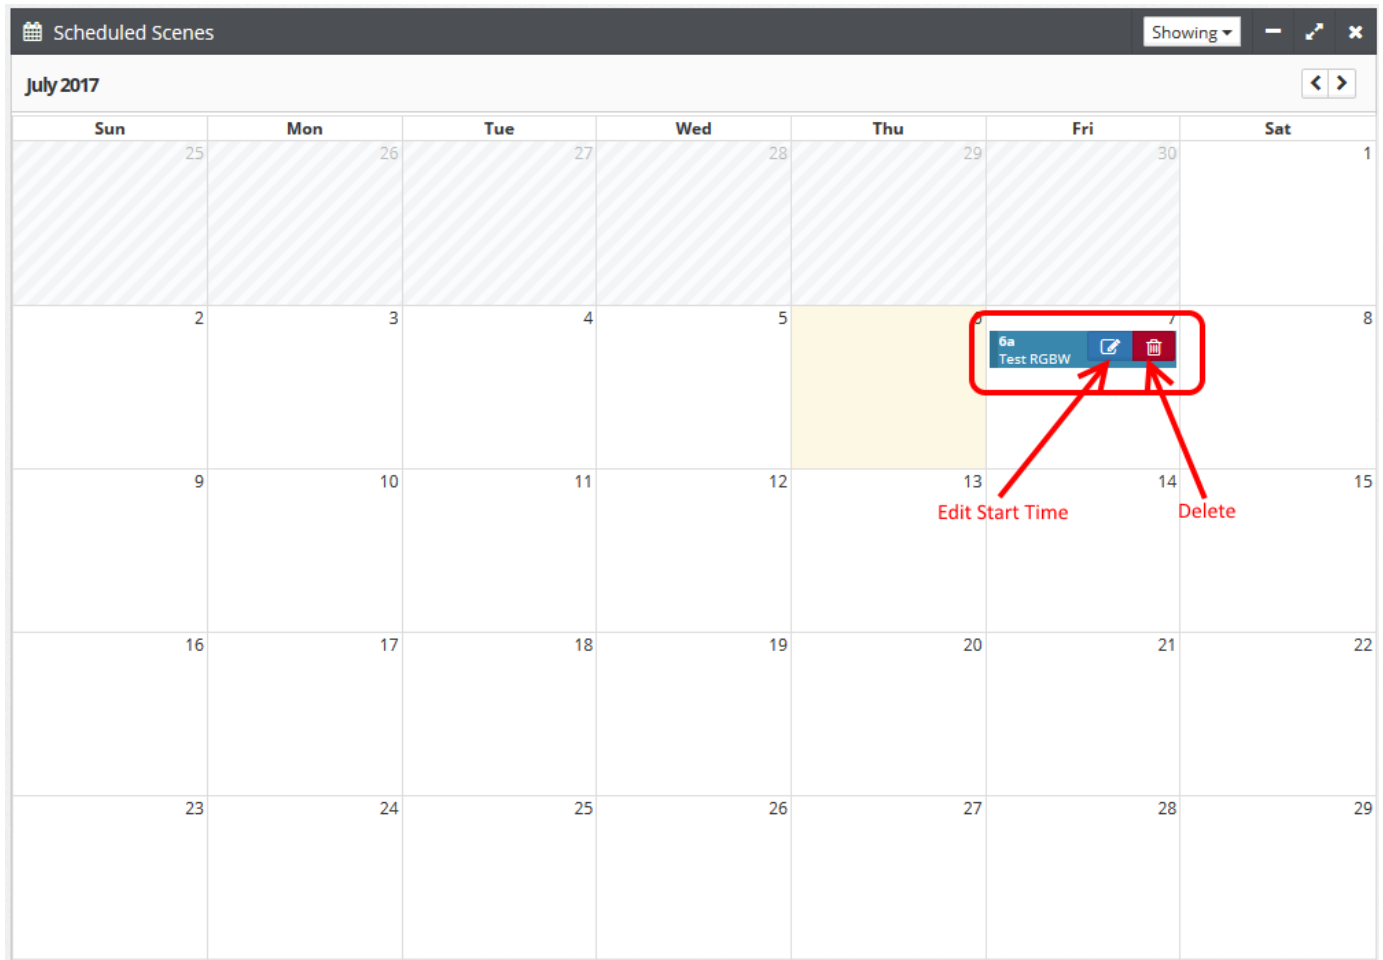 Scheduled Scenes
Showing
July 2017
Sun Mon Tue Wed Thu Fri Sat
25 26 27 28 29 30 1
2 3 4 5 6 7 8
6a
Test RGBW
9 10 11 12 13 14 15
Edit Start Time Delete
16 17 18 19 20 21 22
23 24 25 26 27 28 29